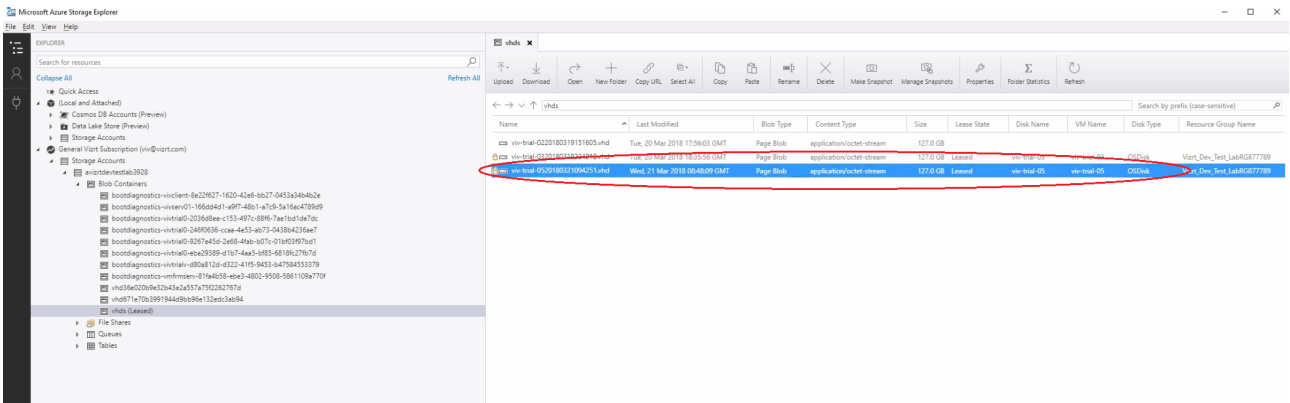 Microsoft Azure Storage Explorer
File Edit View Help
EXPLORER
Search for resources
Collapse All Refresh All
Quick Access
(Local and Attached)
Cosmos DB Accounts (Preview)
Data Lake Store (Preview)
Storage Accounts
General Vizrt Subscription (viv@vizrt.com)
Storage Accounts
avizrtdevtestlab3928
Blob Containers
bootdiagnostics-vivclient-8e22f627-1620-42e6-bb27-0453a34b4b2e
bootdiagnostics-vivserv01-166dd4d1-a9f7-48b1-a7c9-5a16ac4789d9
bootdiagnostics-vivtrial0-2036d8ee-c153-497c-88f6-7ae1bd1de7dc
bootdiagnostics-vivtrial0-246f0636-ccaa-4e53-ab73-0438b4236ae7
bootdiagnostics-vivtrial0-9267e45d-2e68-4fab-b07c-01bf03f97bd1
bootdiagnostics-vivtrial0-eba29389-d1b7-4aa5-bf85-6818fc27fb7d
bootdiagnostics-vivtrialv-d80a812d-d322-41f5-9453-b47584553379
bootdiagnostics-vmfrmserv-81fa4b58-ebe3-4802-9508-5861109a770f
vhd36e020b9e32b43e2a557a75f2262767d
vhd671e70b3991944d9bb96e132edc3ab94
vhds (Leased)
File Shares
Queues
Tables
vhds
Upload Download Open New Folder Copy URL Select All Copy Paste Rename Delete Make Snapshot Manage Snapshots Properties Folder Statistics Refresh
vhds Search by prefix (case-sensitive)
Name Last Modified Blob Type Content Type Size Lease State Disk Name VM Name Disk Type Resource Group Name
viv-trial-0220180319151605.vhd Tue, 20 Mar 2018 17:56:03 GMT Page Blob application/octet-stream 127.0 GB
Tue, 20 Mar 2018 18:35:56 GMT Page Blob application/octet-stream 127.0 GB Leased viv-trial-03 viv-trial-03 OSDisk Vizrt_Dev_Test_LabRG877789
viv-trial-0520180321094251.vhd Wed, 21 Mar 2018 08:48:09 GMT Page Blob application/octet-stream 127.0 GB Leased viv-trial-05 viv-trial-05 OSDisk Vizrt_Dev_Test_LabRG877789